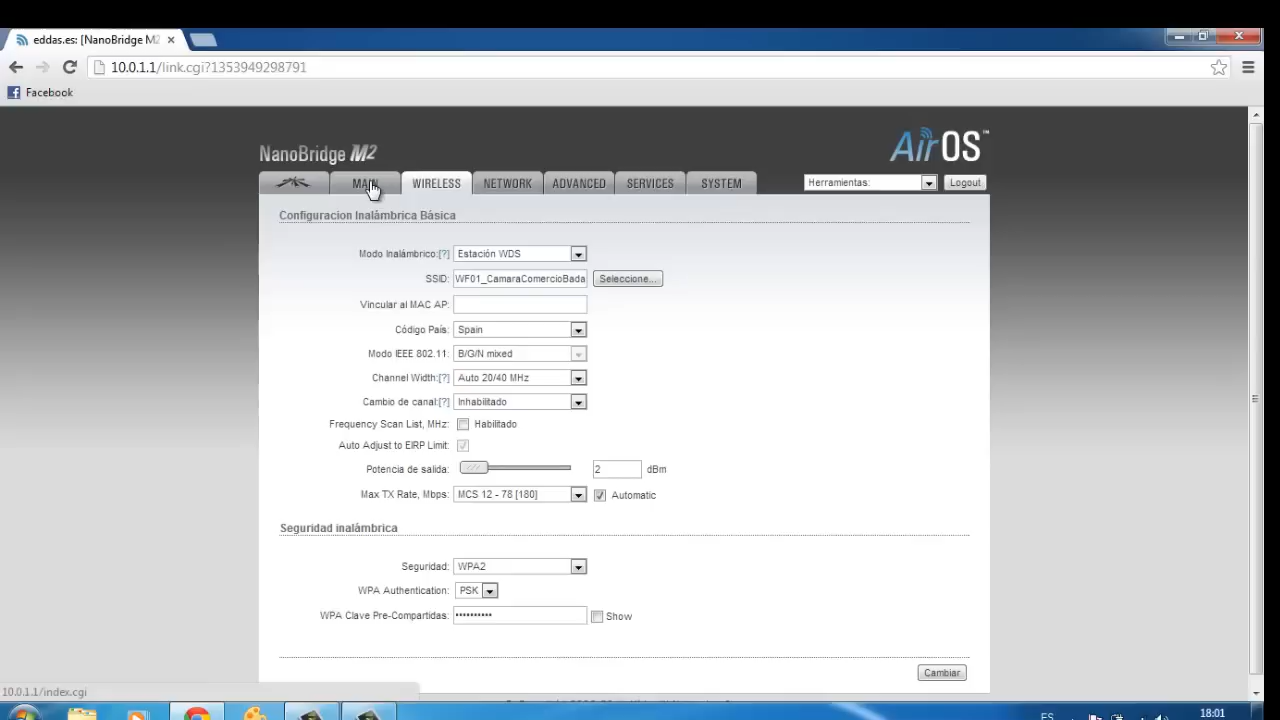 eddas.es: [NanoBridge M2
10.0.1.1/link.cgi?1353949298791
Facebook
NanoBridge M2
AirOS™
MAIN WIRELESS NETWORK ADVANCED SERVICES SYSTEM Herramientas: Logout
Configuracion Inalámbrica Básica
Modo Inalámbrico:[?] Estación WDS
SSID: WF01_CamaraComercioBada Seleccione...
Vincular al MAC AP:
Código País: Spain
Modo IEEE 802.11: B/G/N mixed
Channel Width:[?] Auto 20/40 MHz
Cambio de canal:[?] Inhabilitado
Frequency Scan List, MHz: Habilitado
Auto Adjust to EIRP Limit:
Potencia de salida: 2 dBm
Max TX Rate, Mbps: MCS 12 - 78 [180] Automatic
Seguridad inalámbrica
Seguridad: WPA2
WPA Authentication: PSK
WPA Clave Pre-Compartidas: •••••••••• Show
Cambiar
10.0.1.1/index.cgi
ES 18:01